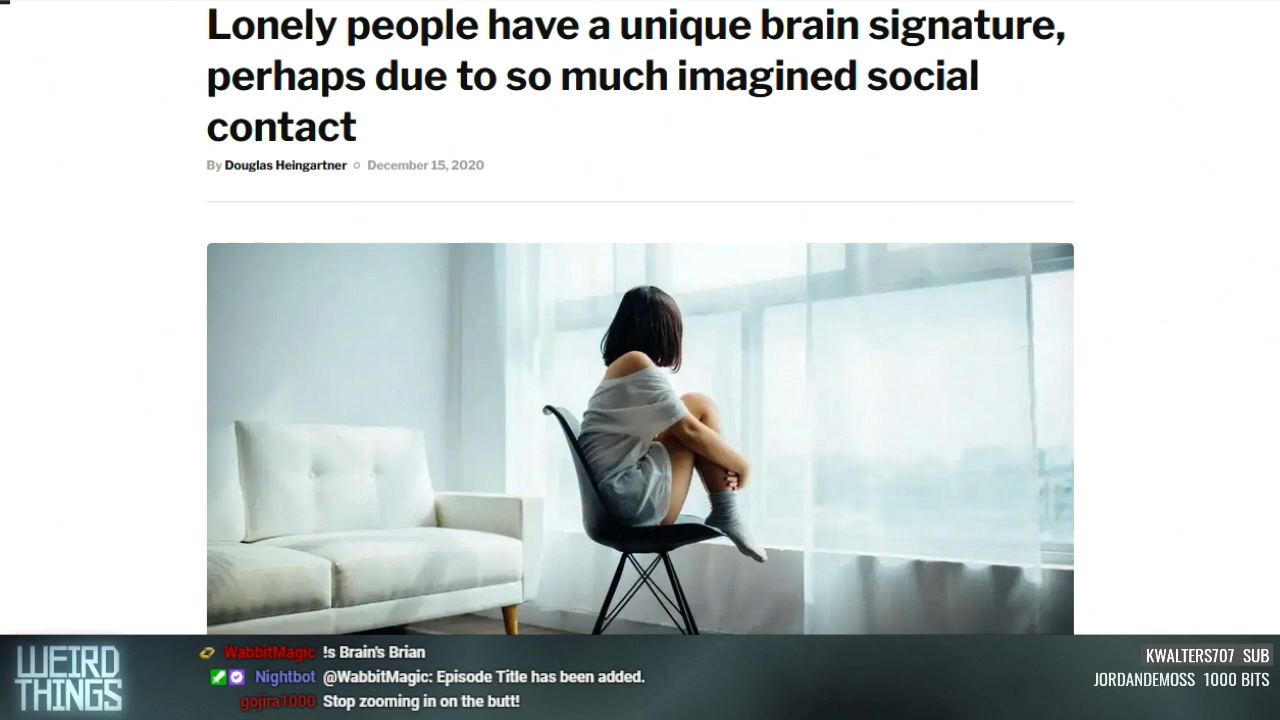 Lonely people have a unique brain signature,
perhaps due to so much imagined social
contact
By Douglas Heingartner ○ December 15, 2020
WEIRD
THINGS
WabbitMagic !s Brain's Brian
Nightbot @WabbitMagic: Episode Title has been added.
gojira1000 Stop zooming in on the butt!
KWALTERS707 SUB
JORDANDEMOSS 1000 BITS